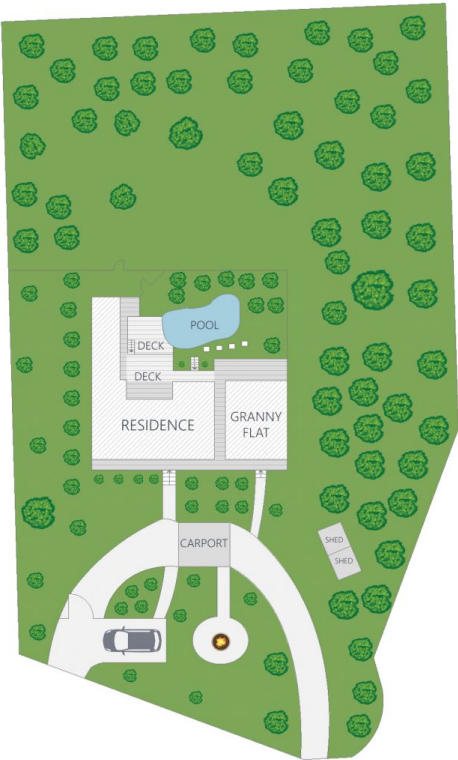 POOL
DECK
DECK
RESIDENCE
GRANNY
FLAT
CARPORT
SHED
SHED